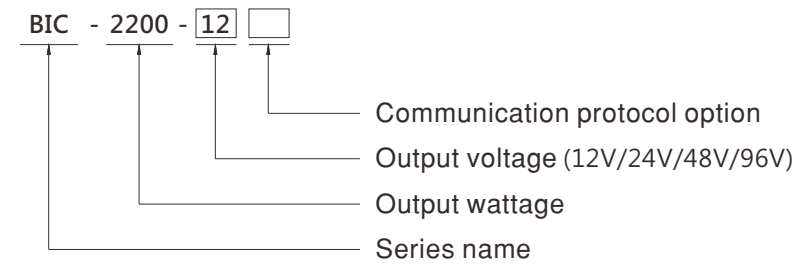 BIC - 2200 - 12
Communication protocol option
Output voltage (12V/24V/48V/96V)
Output wattage
Series name